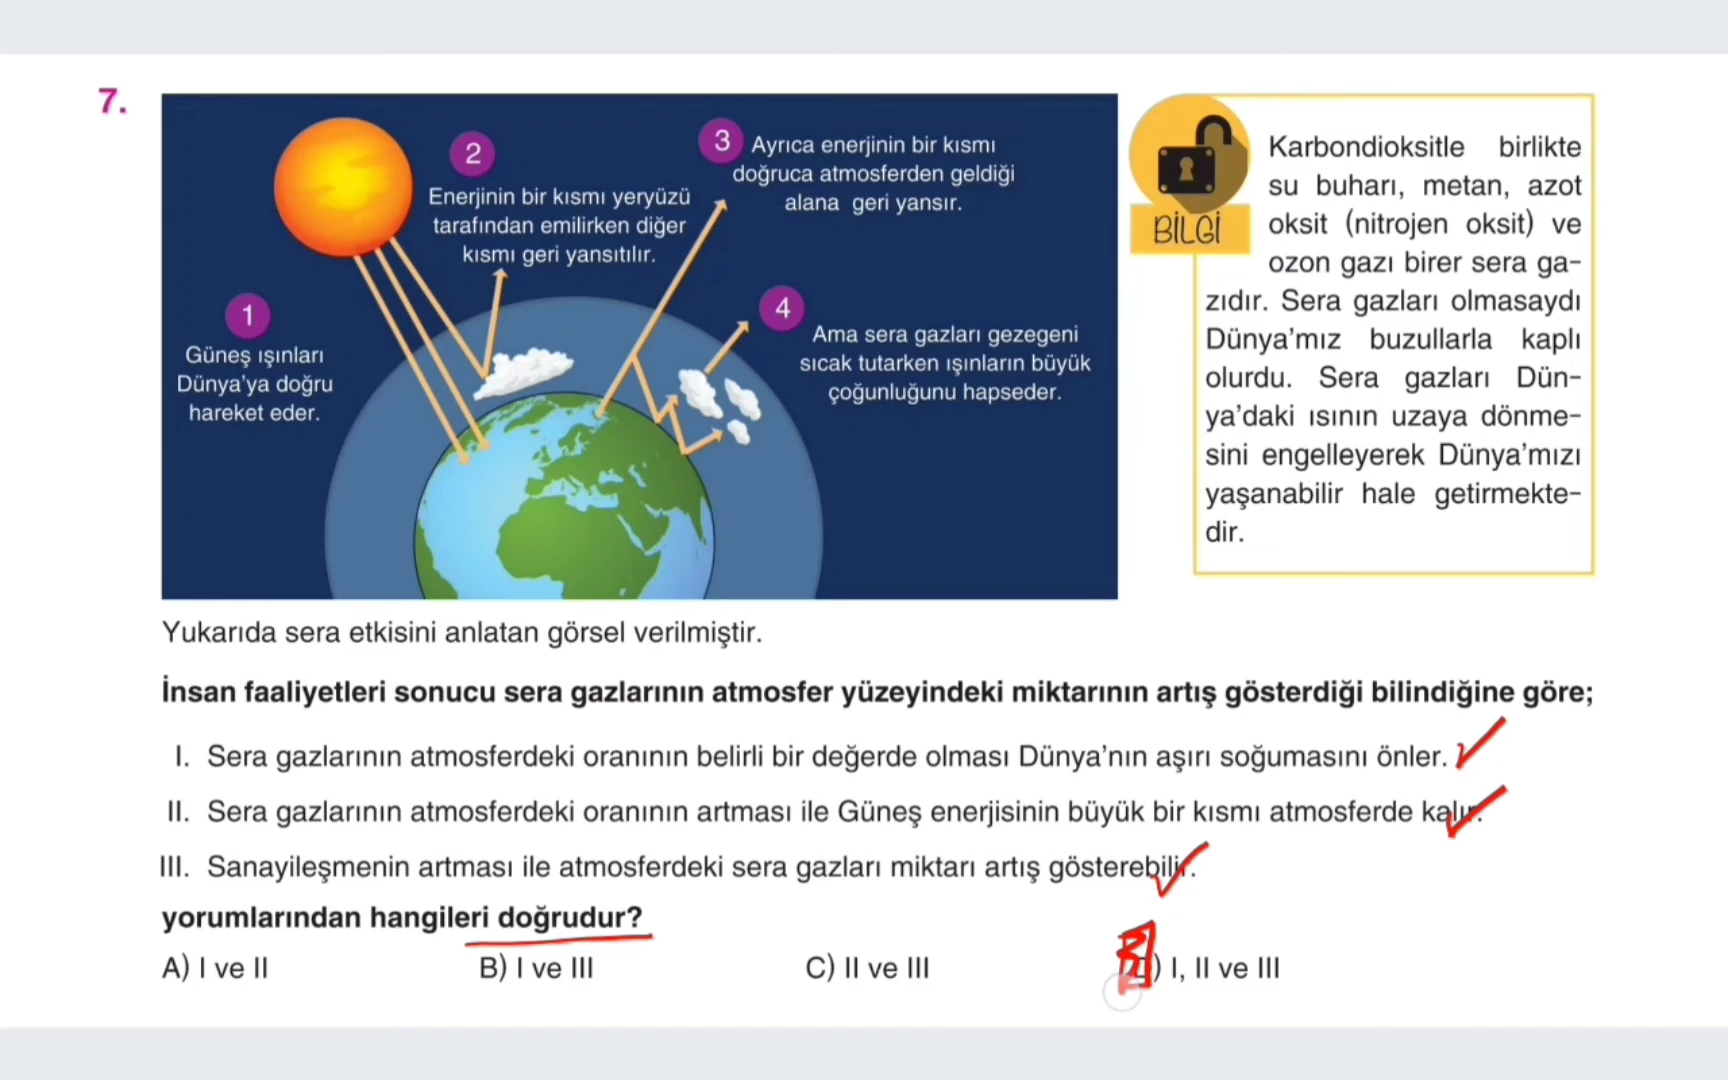 7.
1
Güneş ışınları
Dünya'ya doğru
hareket eder.
2
Enerjinin bir kısmı yeryüzü
tarafından emilirken diğer
kısmı geri yansıtılır.
3
Ayrıca enerjinin bir kısmı
doğruca atmosferden geldiği
alana geri yansır.
4
Ama sera gazları gezegeni
sıcak tutarken ışınların büyük
çoğunluğunu hapseder.
BİLGİ
Karbondioksitle birlikte
su buharı, metan, azot
oksit (nitrojen oksit) ve
ozon gazı birer sera ga-
zıdır. Sera gazları olmasaydı
Dünya'mız buzullarla kaplı
olurdu. Sera gazları Dün-
ya'daki ısının uzaya dönme-
sini engelleyerek Dünya'mızı
yaşanabilir hale getirmekte-
dir.
Yukarıda sera etkisini anlatan görsel verilmiştir.
İnsan faaliyetleri sonucu sera gazlarının atmosfer yüzeyindeki miktarının artış gösterdiği bilindiğine göre;
I. Sera gazlarının atmosferdeki oranının belirli bir değerde olması Dünya'nın aşırı soğumasını önler.
II. Sera gazlarının atmosferdeki oranının artması ile Güneş enerjisinin büyük bir kısmı atmosferde kalır.
III. Sanayileşmenin artması ile atmosferdeki sera gazları miktarı artış gösterebilir.
yorumlarından hangileri doğrudur?
A) I ve II
B) I ve III
C) II ve III
D) I, II ve III